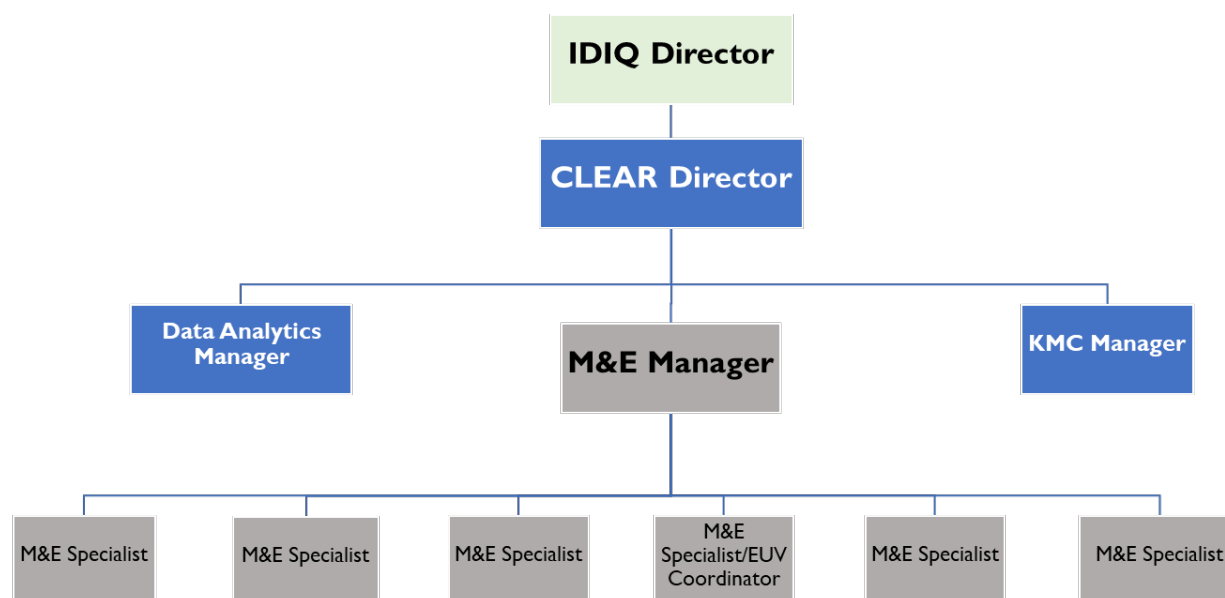 IDIQ Director
CLEAR Director
Data Analytics
Manager
M&E Manager
KMC Manager
M&E Specialist
M&E Specialist
M&E Specialist
M&E
Specialist/EUV
Coordinator
M&E Specialist
M&E Specialist